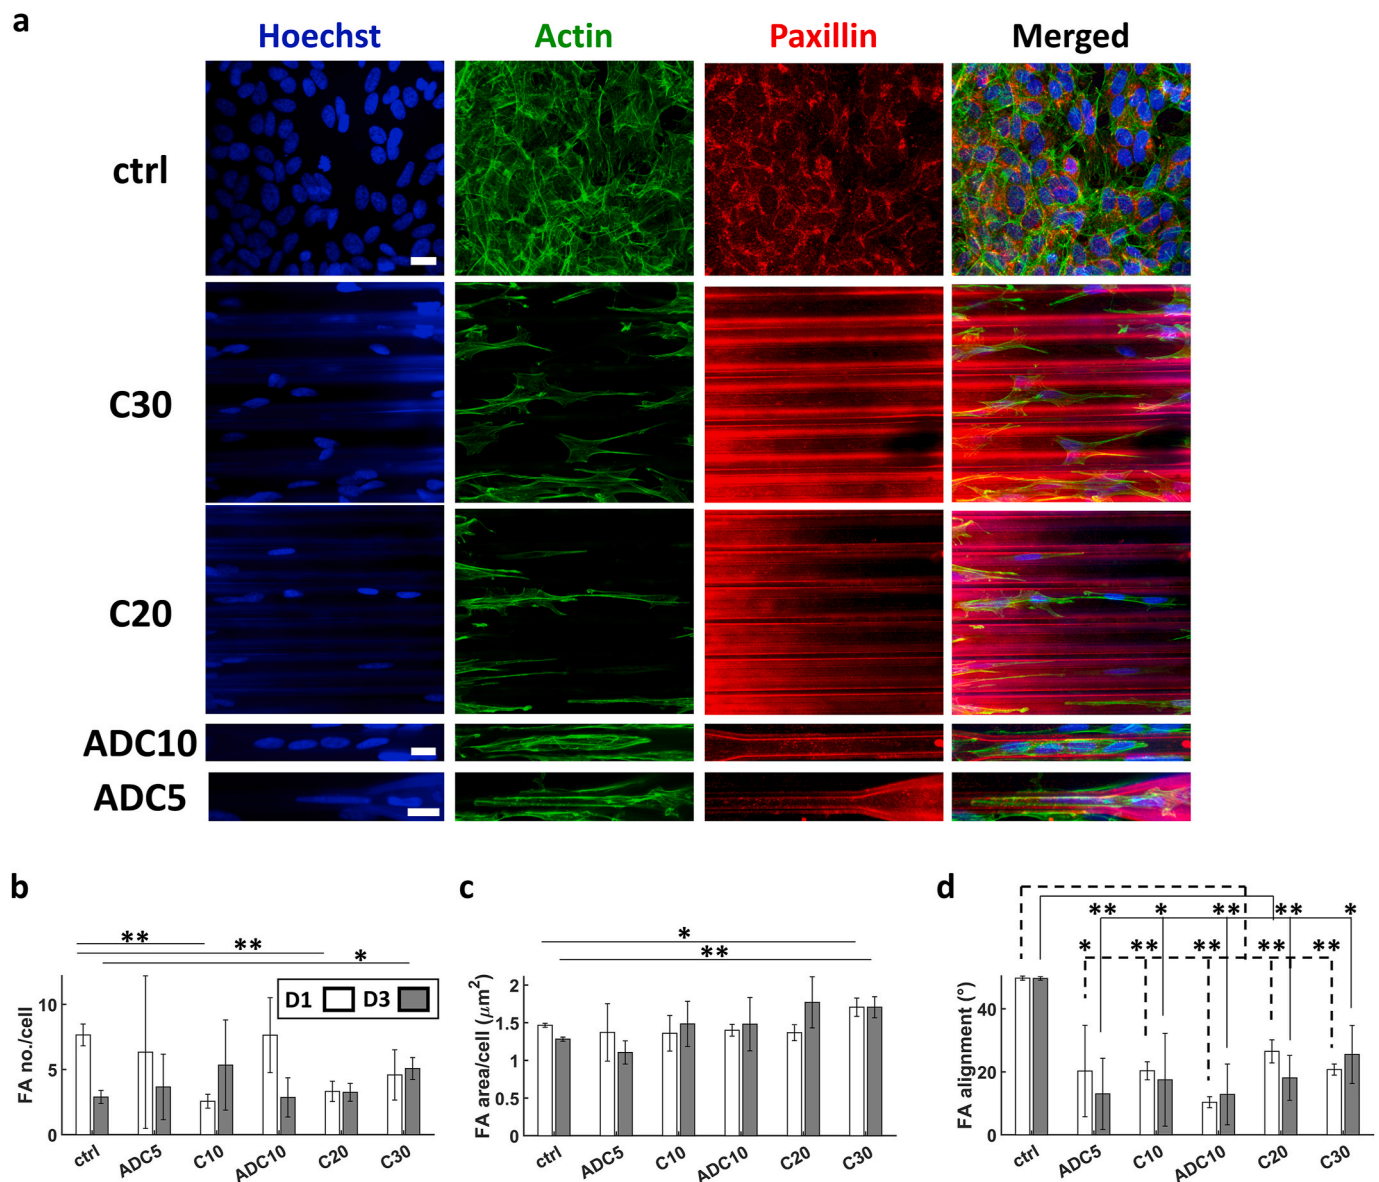 a
Hoechst Actin Paxillin Merged
ctrl
C30
C20
ADC10
ADC5
b
**
**
*
FA no./cell
10
5
0
D1 D3
ctrl ADC5 C10 ADC10 C20 C30
c
*
**
FA area/cell (μm²)
2
1.5
1
0.5
0
ctrl ADC5 C10 ADC10 C20 C30
d
** * ** ** *
* ** ** ** **
FA alignment (°)
40
20
0
ctrl ADC5 C10 ADC10 C20 C30